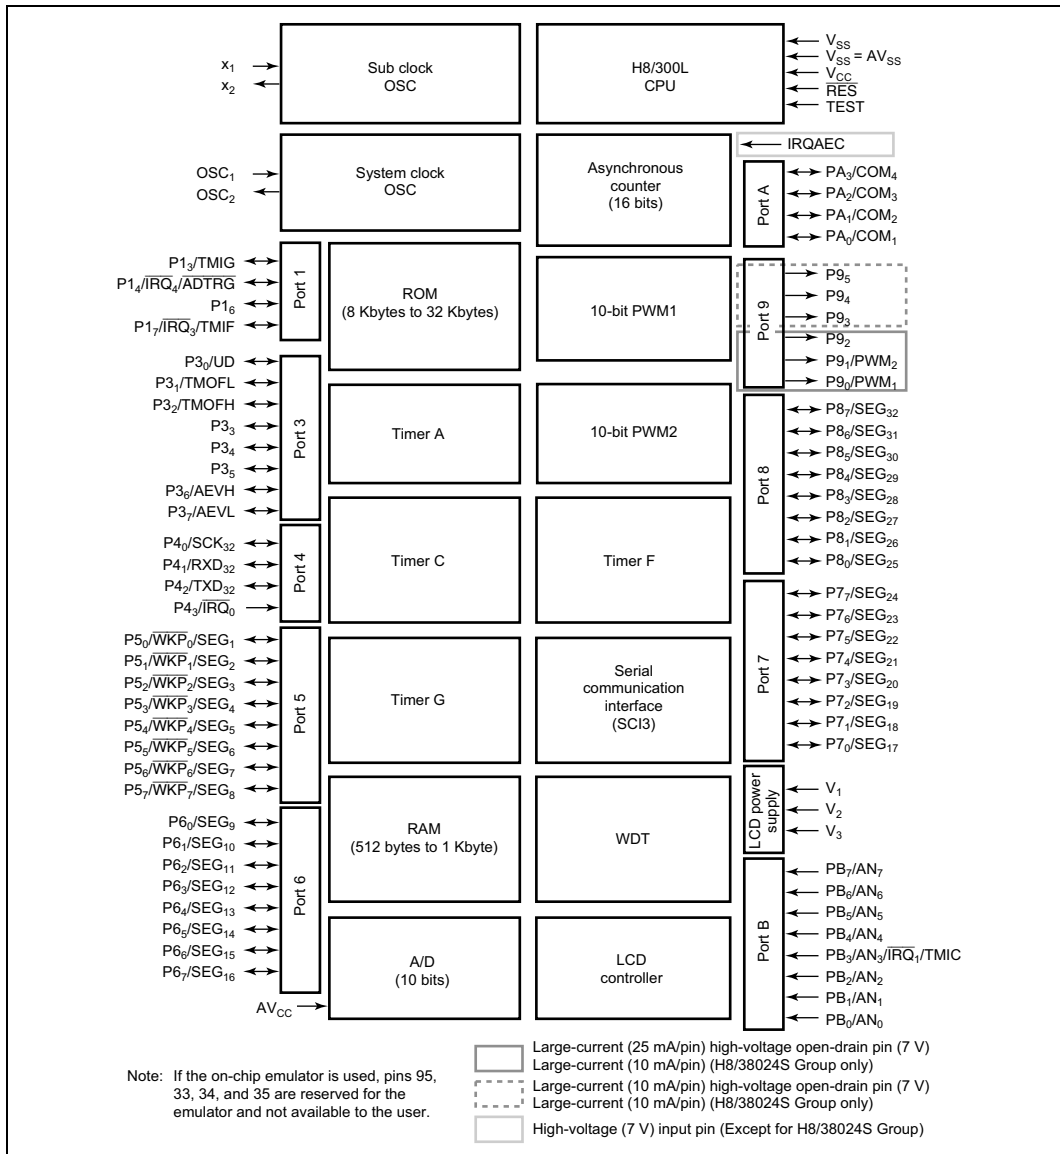 x1
x2
Sub clock
OSC
H8/300L
CPU
VSS
VSS = AVSS
VCC
RES
TEST
OSC1
OSC2
System clock
OSC
Asynchronous
counter
(16 bits)
IRQAEC
Port A
PA3/COM4
PA2/COM3
PA1/COM2
PA0/COM1
P13/TMIG
P14/IRQ4/ADTRG
P16
P17/IRQ3/TMIF
Port 1
ROM
(8 Kbytes to 32 Kbytes)
10-bit PWM1
Port 9
P95
P94
P93
P92
P91/PWM2
P90/PWM1
P30/UD
P31/TMOFL
P32/TMOFH
P33
P34
P35
P36/AEVH
P37/AEVL
Port 3
Timer A
10-bit PWM2
Port 8
P87/SEG32
P86/SEG31
P85/SEG30
P84/SEG29
P83/SEG28
P82/SEG27
P81/SEG26
P80/SEG25
P40/SCK32
P41/RXD32
P42/TXD32
P43/IRQ0
Port 4
Timer C
Timer F
Port 7
P77/SEG24
P76/SEG23
P75/SEG22
P74/SEG21
P73/SEG20
P72/SEG19
P71/SEG18
P70/SEG17
P50/WKP0/SEG1
P51/WKP1/SEG2
P52/WKP2/SEG3
P53/WKP3/SEG4
P54/WKP4/SEG5
P55/WKP5/SEG6
P56/WKP6/SEG7
P57/WKP7/SEG8
Port 5
Timer G
Serial
communication
interface
(SCI3)
LCD power
supply
V1
V2
V3
P60/SEG9
P61/SEG10
P62/SEG11
P63/SEG12
P64/SEG13
P65/SEG14
P66/SEG15
P67/SEG16
Port 6
RAM
(512 bytes to 1 Kbyte)
WDT
Port B
PB7/AN7
PB6/AN6
PB5/AN5
PB4/AN4
PB3/AN3/IRQ1/TMIC
PB2/AN2
PB1/AN1
PB0/AN0
AVCC
A/D
(10 bits)
LCD
controller
Note: If the on-chip emulator is used, pins 95,
33, 34, and 35 are reserved for the
emulator and not available to the user.
Large-current (25 mA/pin) high-voltage open-drain pin (7 V)
Large-current (10 mA/pin) (H8/38024S Group only)
Large-current (10 mA/pin) high-voltage open-drain pin (7 V)
Large-current (10 mA/pin) (H8/38024S Group only)
High-voltage (7 V) input pin (Except for H8/38024S Group)